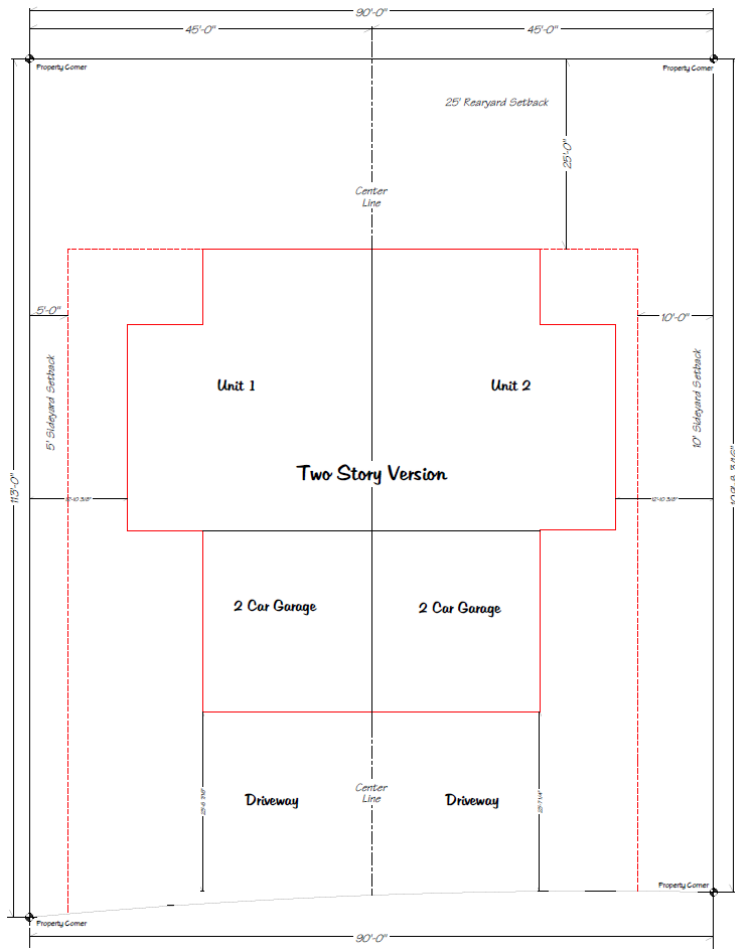 90'-0"
45'-0"
45'-0"
Property Corner
Property Corner
25' Rearyard Setback
25'-0"
Center
Line
5'-0"
10'-0"
5' Sideyard Setback
10' Sideyard Setback
Unit 1
Unit 2
Two Story Version
113'-0"
2 Car Garage
2 Car Garage
Center
Line
Driveway
Driveway
Property Corner
Property Corner
90'-0"